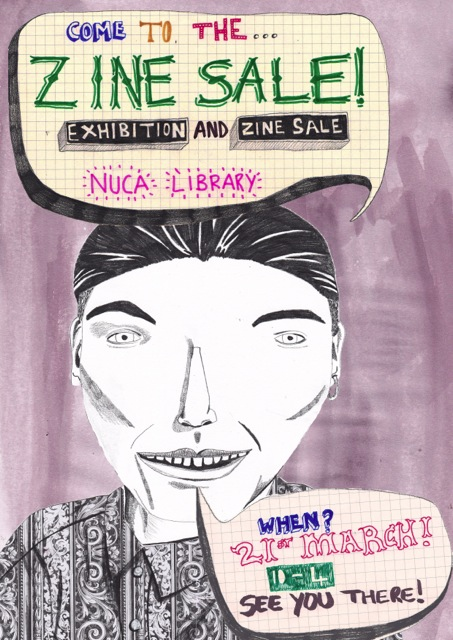 COME TO THE...
ZINE SALE!
EXHIBITION AND ZINE SALE
NUCA LIBRARY
WHEN?
21ST MARCH!
SEE YOU THERE!